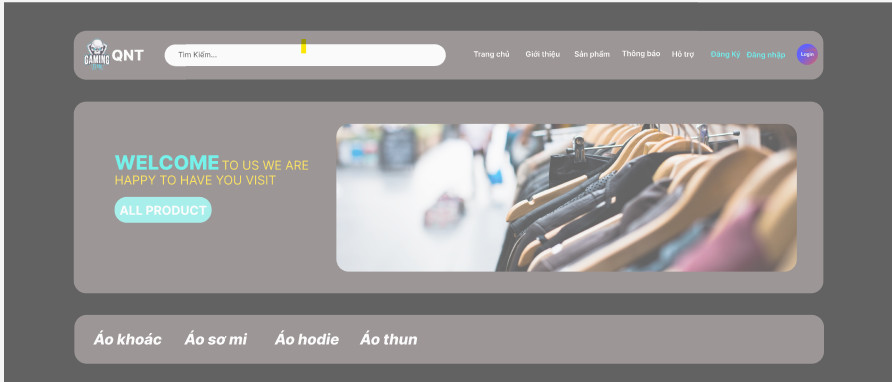 GAMING
QNT
Tìm Kiếm...
Trang chủ
Giới thiệu
Sản phẩm
Thông báo
Hỗ trợ
Đăng Ký
Đăng nhập
Login
WELCOME TO US WE ARE
HAPPY TO HAVE YOU VISIT
ALL PRODUCT
Áo khoác
Áo sơ mi
Áo hodie
Áo thun